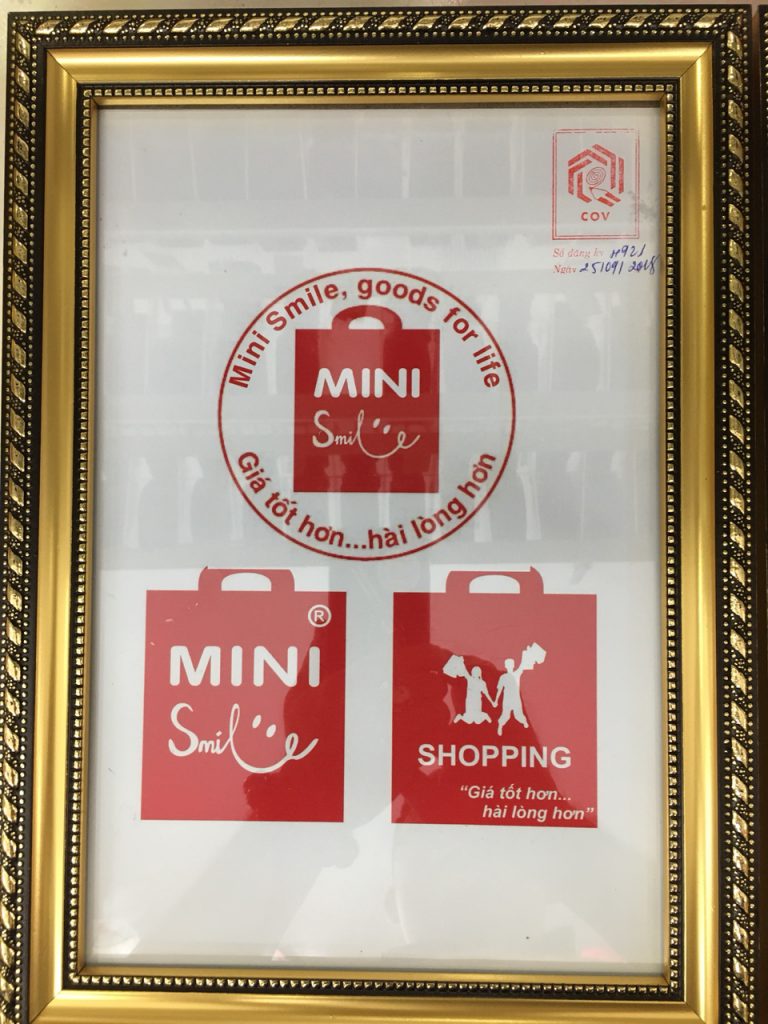 COV
Số đăng ký
Ngày 25/09/2018
Mini Smile, goods for life
MINI
Smile
Giá tốt hơn...hài lòng hơn
®
MINI
Smile
SHOPPING
“Giá tốt hơn...
hài lòng hơn”